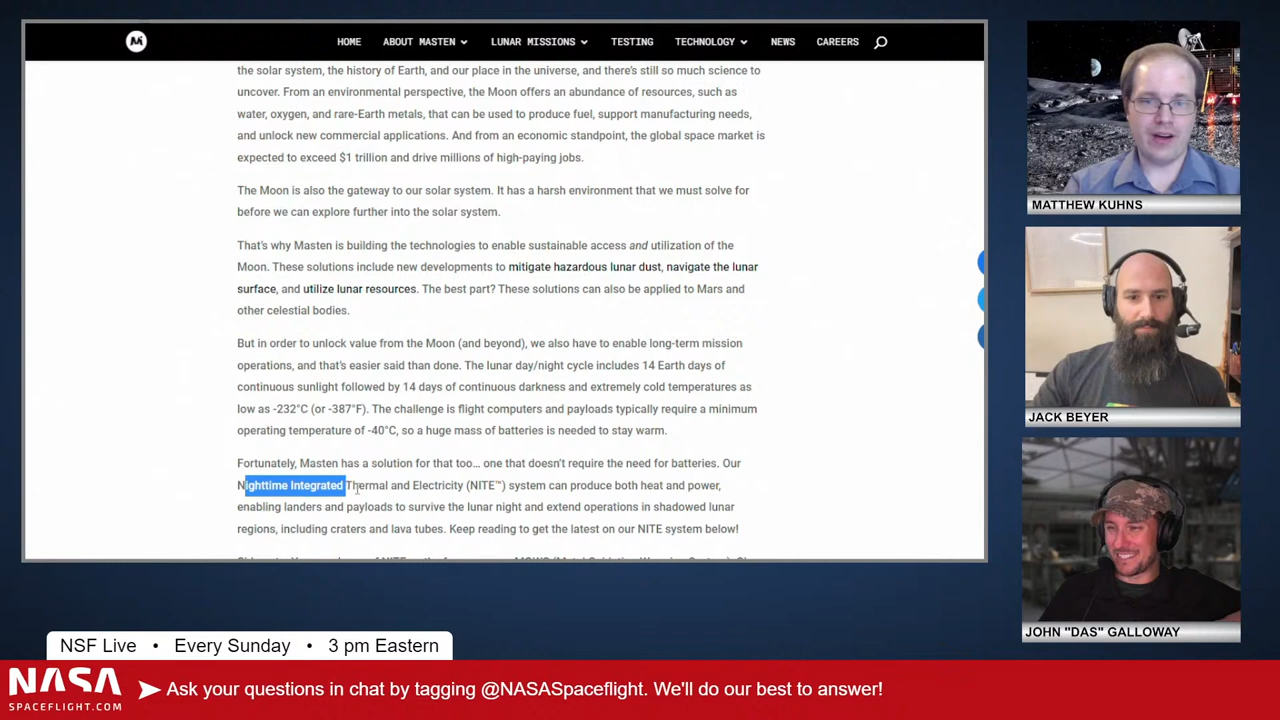 HOME ABOUT MASTEN LUNAR MISSIONS TESTING TECHNOLOGY NEWS CAREERS
the solar system, the history of Earth, and our place in the universe, and there's still so much science to
uncover. From an environmental perspective, the Moon offers an abundance of resources, such as
water, oxygen, and rare-Earth metals, that can be used to produce fuel, support manufacturing needs,
and unlock new commercial applications. And from an economic standpoint, the global space market is
expected to exceed $1 trillion and drive millions of high-paying jobs.
The Moon is also the gateway to our solar system. It has a harsh environment that we must solve for
before we can explore further into the solar system.
That's why Masten is building the technologies to enable sustainable access and utilization of the
Moon. These solutions include new developments to mitigate hazardous lunar dust, navigate the lunar
surface, and utilize lunar resources. The best part? These solutions can also be applied to Mars and
other celestial bodies.
But in order to unlock value from the Moon (and beyond), we also have to enable long-term mission
operations, and that's easier said than done. The lunar day/night cycle includes 14 Earth days of
continuous sunlight followed by 14 days of continuous darkness and extremely cold temperatures as
low as -232°C (or -387°F). The challenge is flight computers and payloads typically require a minimum
operating temperature of -40°C, so a huge mass of batteries is needed to stay warm.
Fortunately, Masten has a solution for that too... one that doesn't require the need for batteries. Our
Nighttime Integrated Thermal and Electricity (NITE™) system can produce both heat and power,
enabling landers and payloads to survive the lunar night and extend operations in shadowed lunar
regions, including craters and lava tubes. Keep reading to get the latest on our NITE system below!
MATTHEW KUHNS
JACK BEYER
JOHN "DAS" GALLOWAY
NSF Live • Every Sunday • 3 pm Eastern
NASA
SPACEFLIGHT.COM
Ask your questions in chat by tagging @NASASpaceflight. We'll do our best to answer!